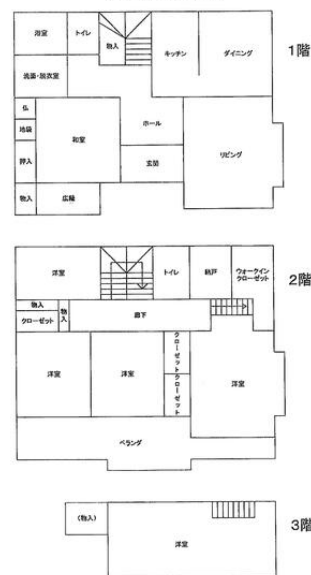 浴室
トイレ
物入
キッチン
ダイニング
1階
洗面・脱衣室
仏
地袋
和室
ホール
押入
玄関
リビング
物入
広縁
洋室
トイレ
納戸
ウォークイン
クローゼット
2階
物入
クローゼット
物入
廊下
洋室
洋室
クローゼット
クローゼット
洋室
ベランダ
(物入)
3階
洋室